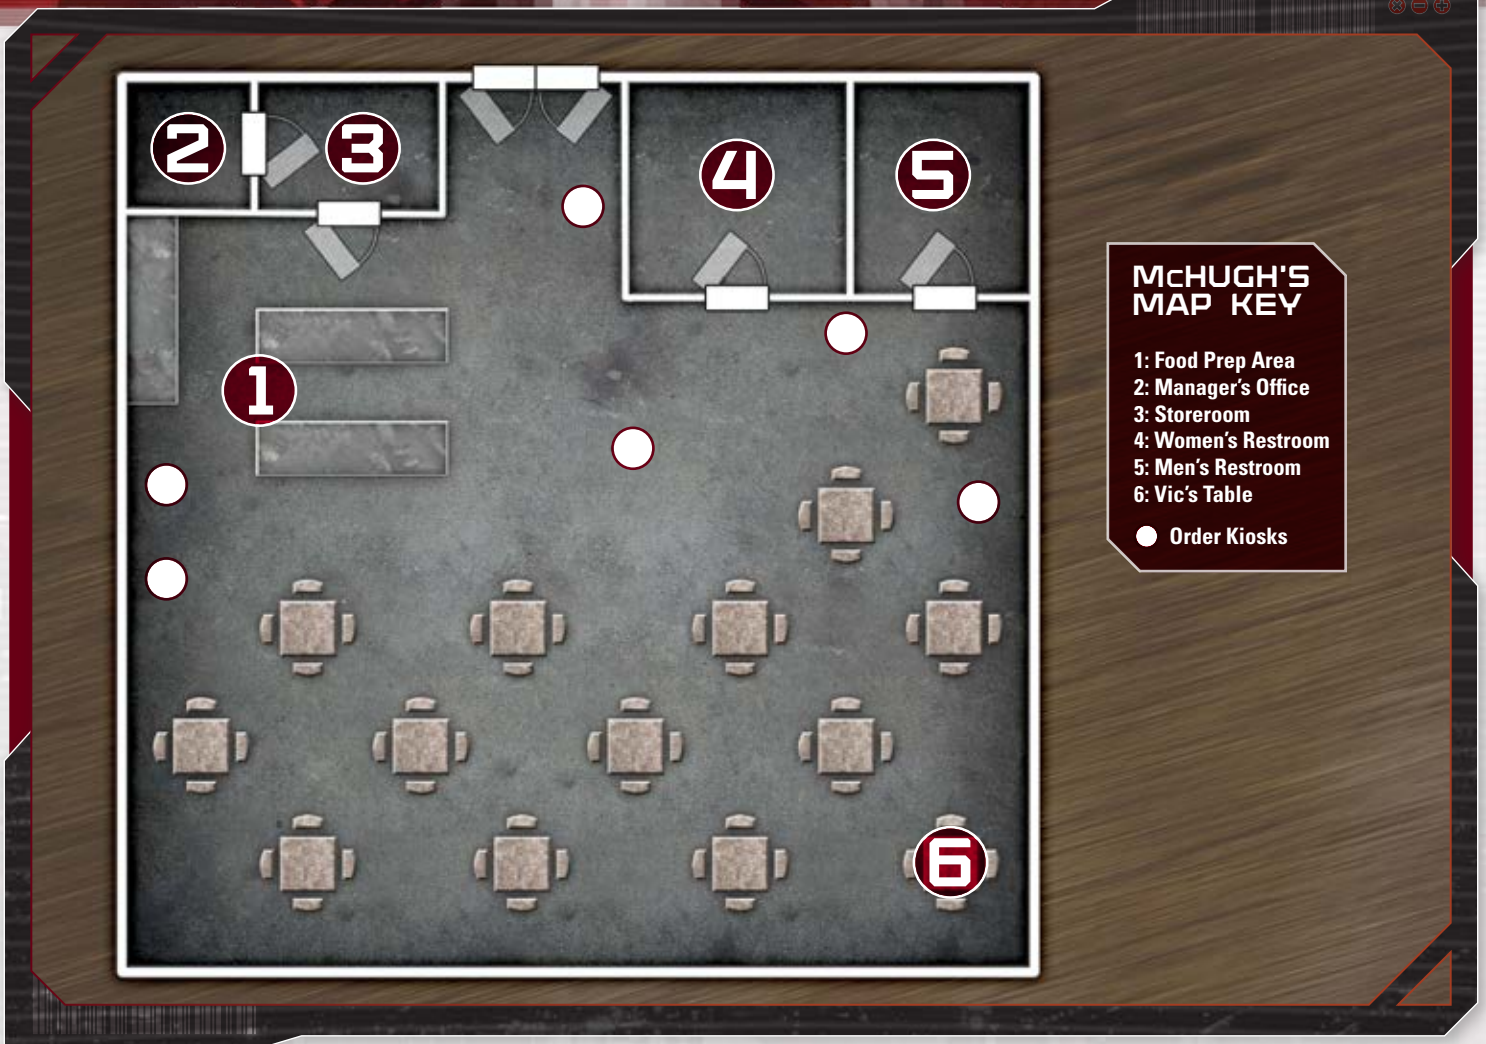 2
3
4
5
1
6
McHUGH'S
MAP KEY
1: Food Prep Area
2: Manager's Office
3: Storeroom
4: Women's Restroom
5: Men's Restroom
6: Vic's Table
Order Kiosks